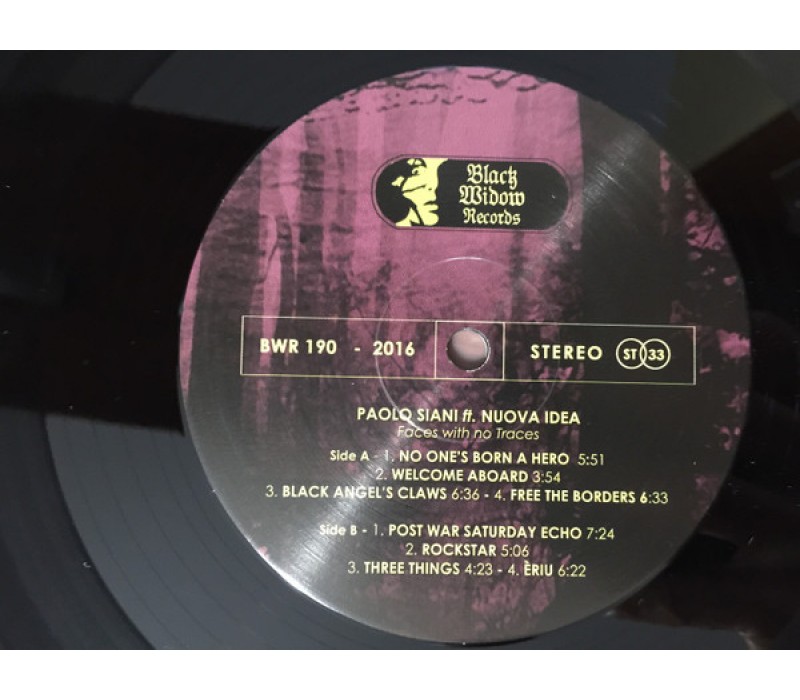 Black
Widow
Records
BWR 190 - 2016
STEREO ST 33
PAOLO SIANI ft. NUOVA IDEA
Faces with no Traces
Side A - 1. NO ONE'S BORN A HERO 5:51
2. WELCOME ABOARD 3:54
3. BLACK ANGEL'S CLAWS 6:36 - 4. FREE THE BORDERS 6:33
Side B - 1. POST WAR SATURDAY ECHO 7:24
2. ROCKSTAR 5:06
3. THREE THINGS 4:23 - 4. ÈRIU 6:22